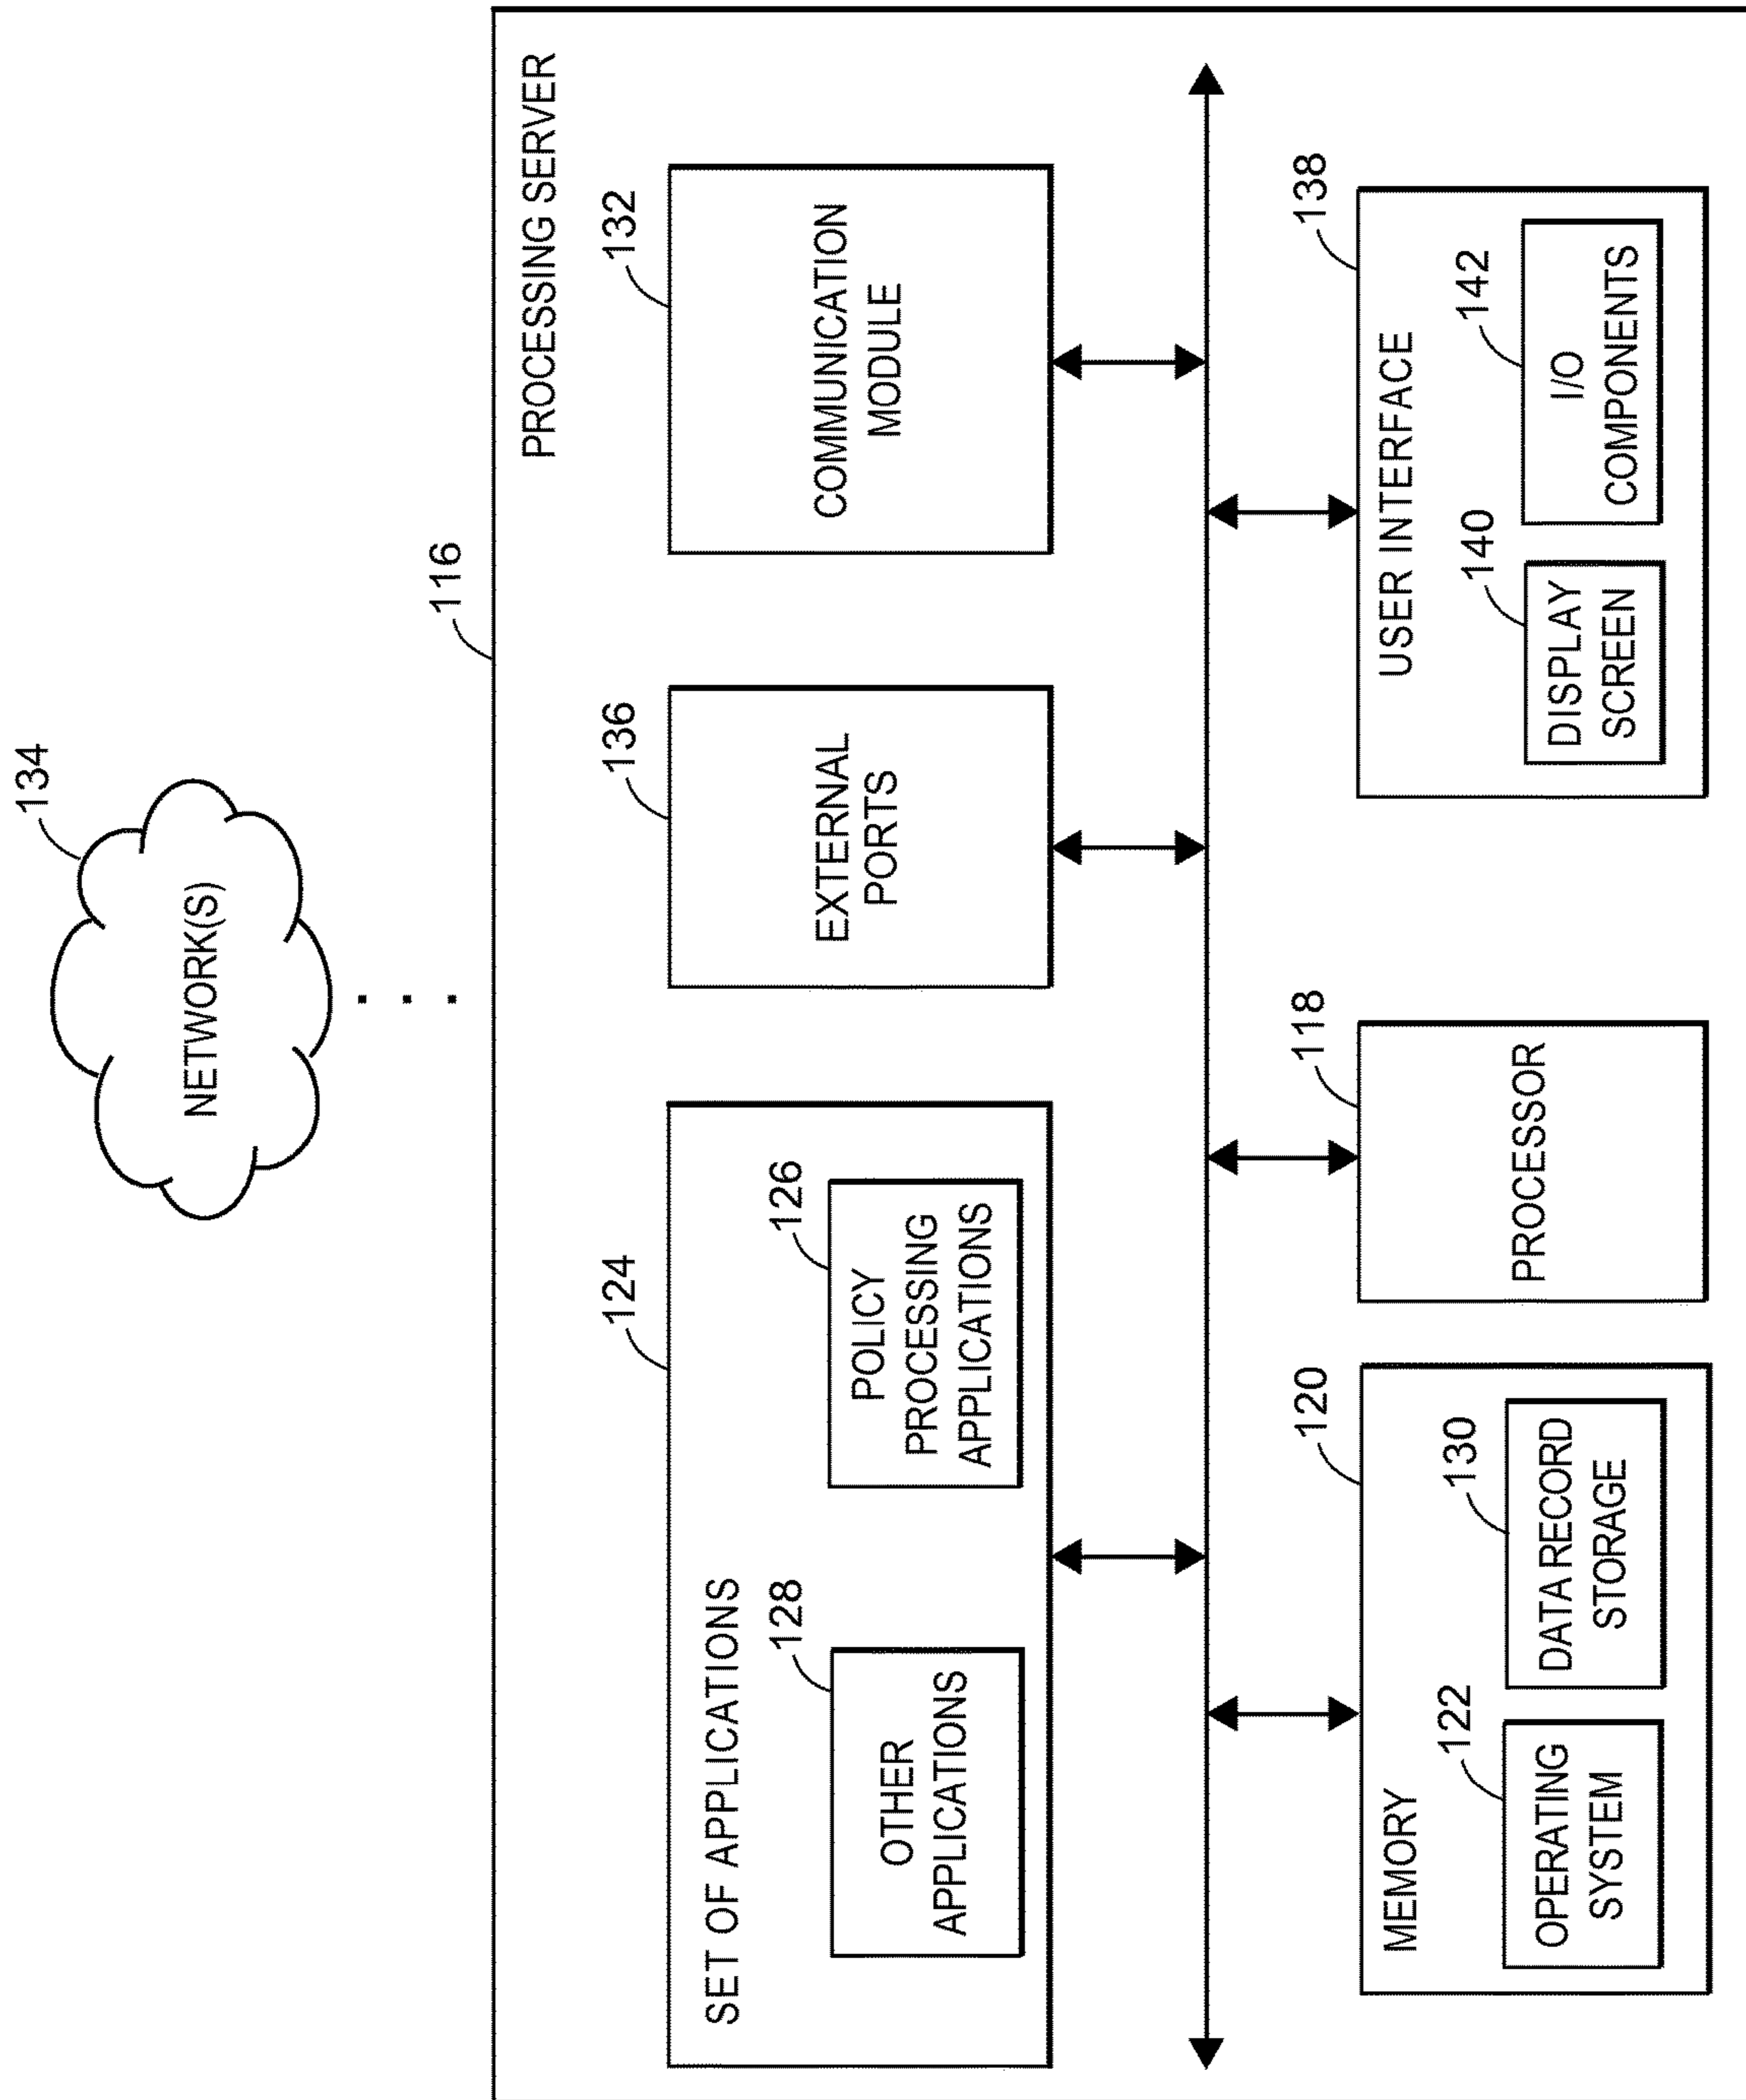 134
NETWORK(S)
116
PROCESSING SERVER
124
SET OF APPLICATIONS
128
OTHER
APPLICATIONS
126
POLICY
PROCESSING
APPLICATIONS
136
EXTERNAL
PORTS
132
COMMUNICATION
MODULE
120
MEMORY
122
OPERATING
SYSTEM
130
DATA RECORD
STORAGE
118
PROCESSOR
138
USER INTERFACE
140
DISPLAY
SCREEN
142
I/O
COMPONENTS